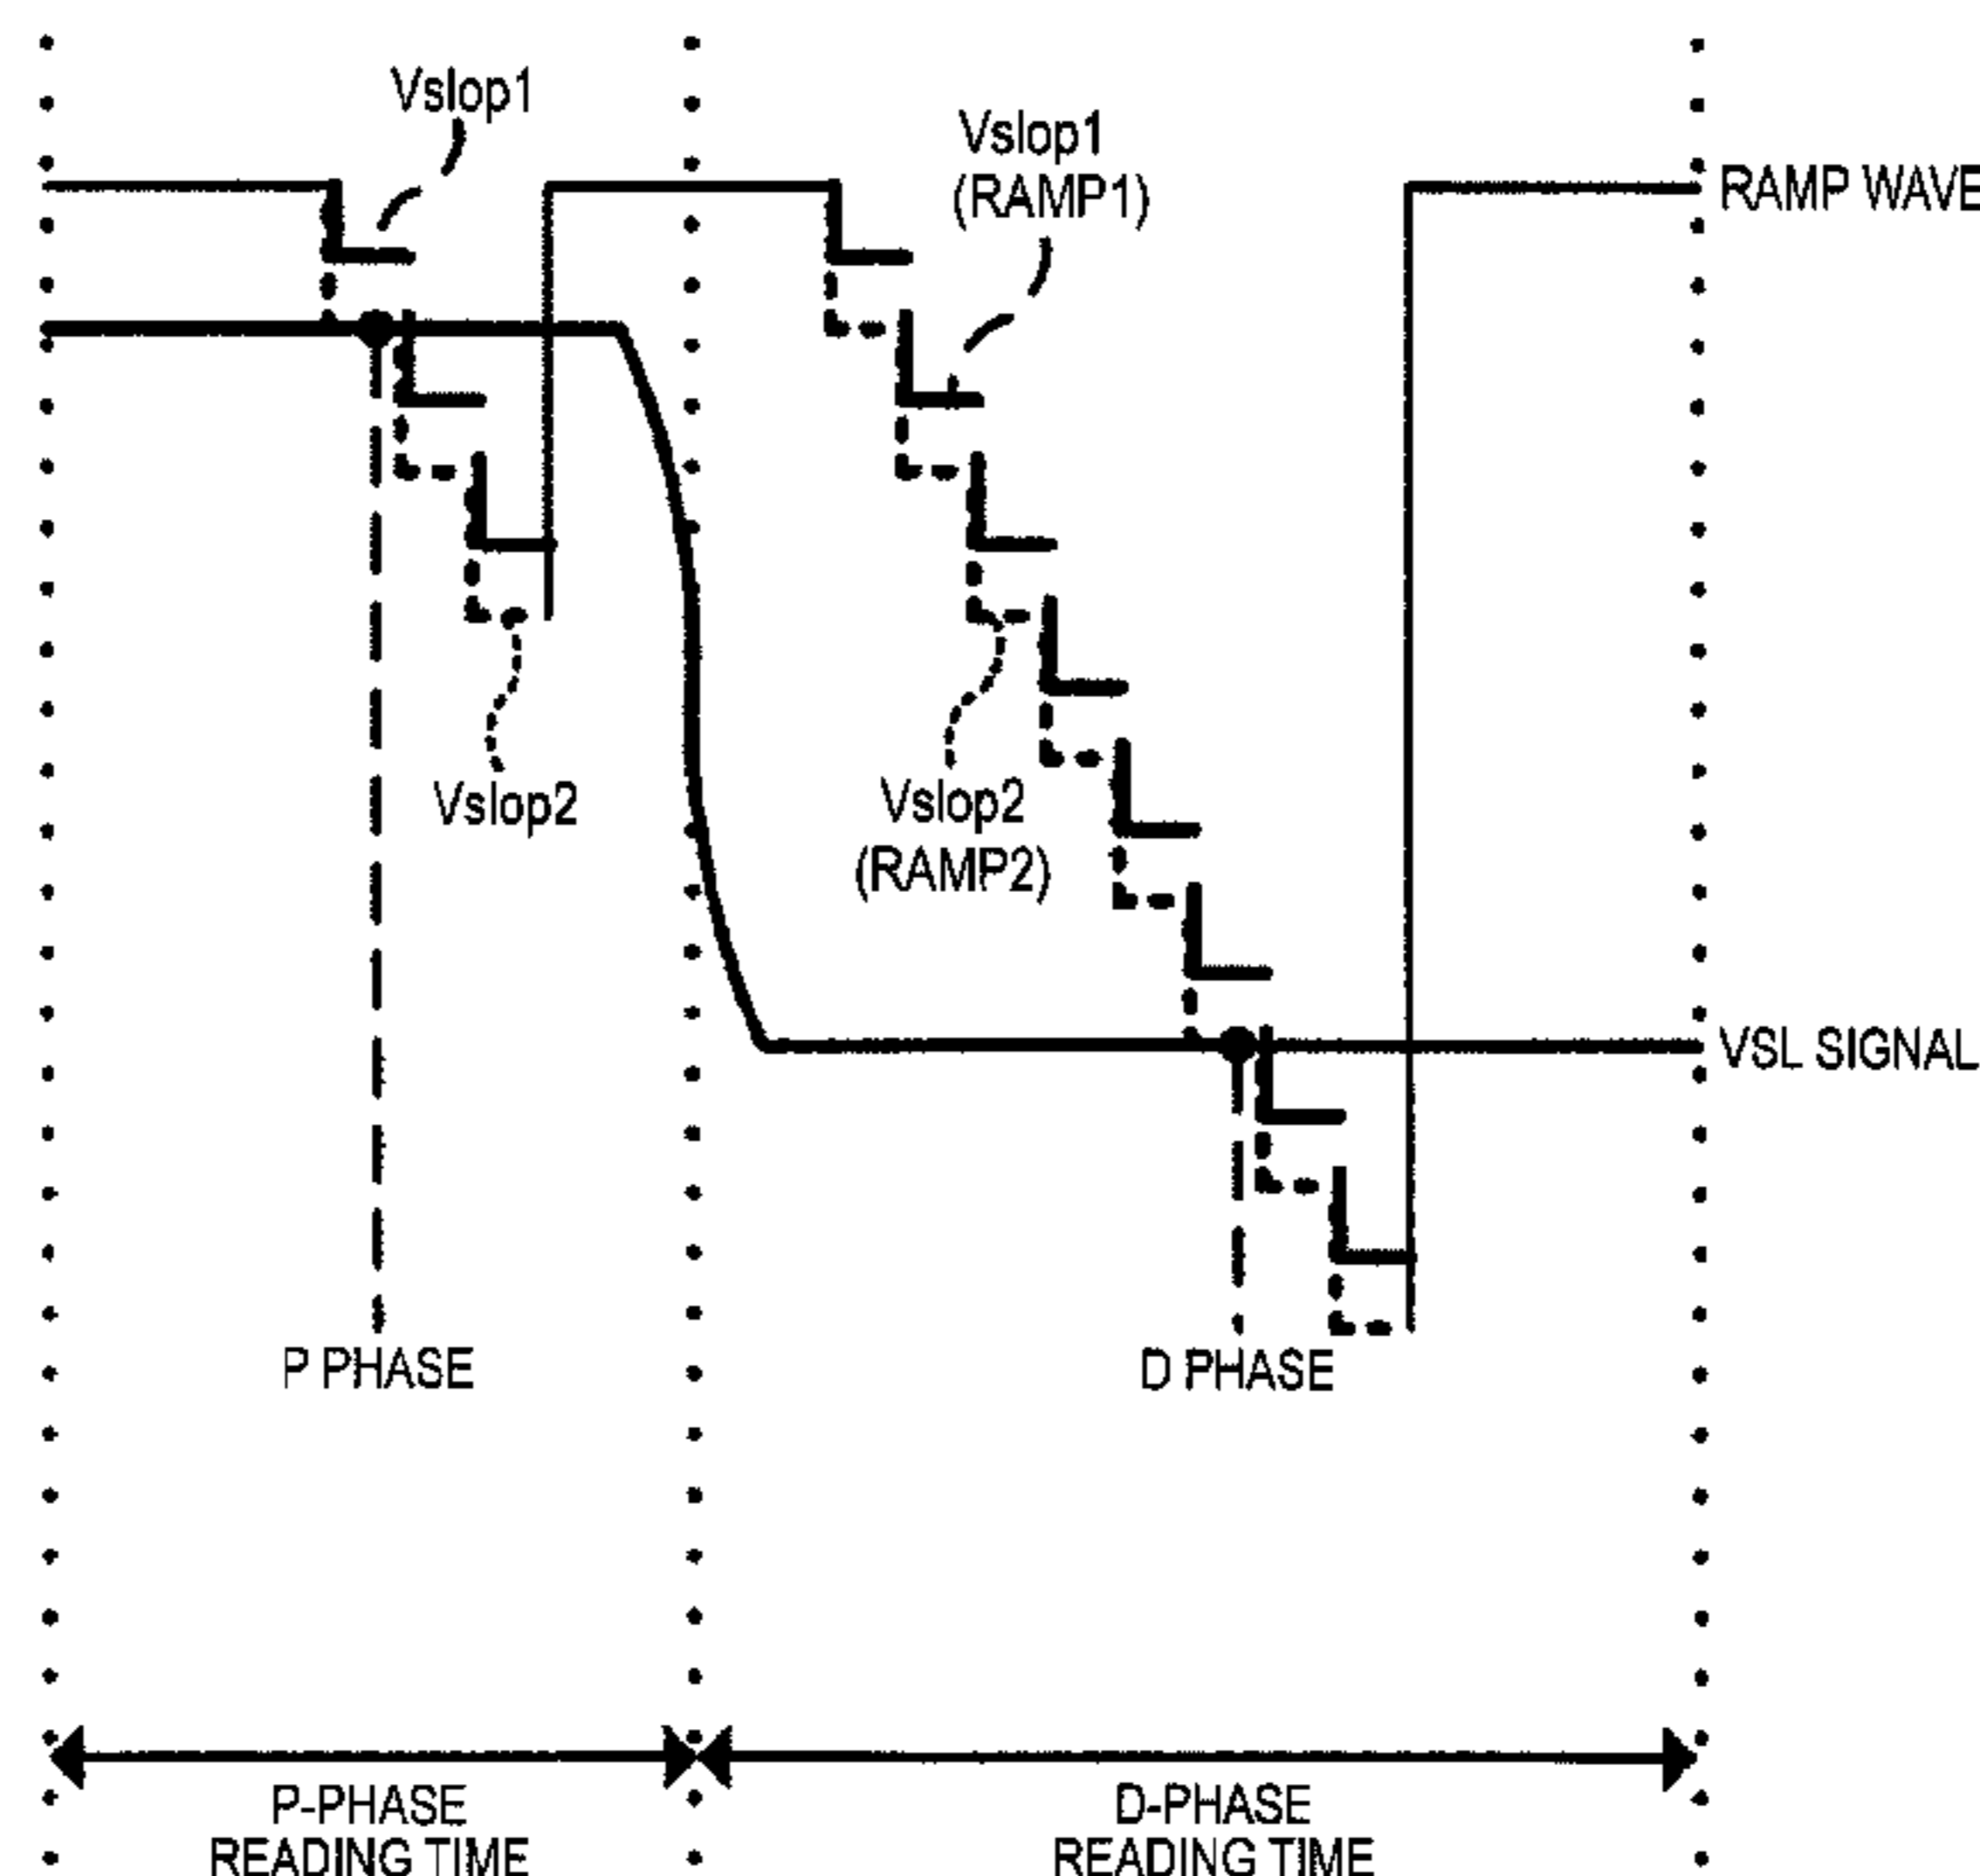 Vslop1
Vslop1
(RAMP1)
RAMP WAVE
Vslop2
Vslop2
(RAMP2)
VSL SIGNAL
P PHASE
D PHASE
P-PHASE
READING TIME
D-PHASE
READING TIME